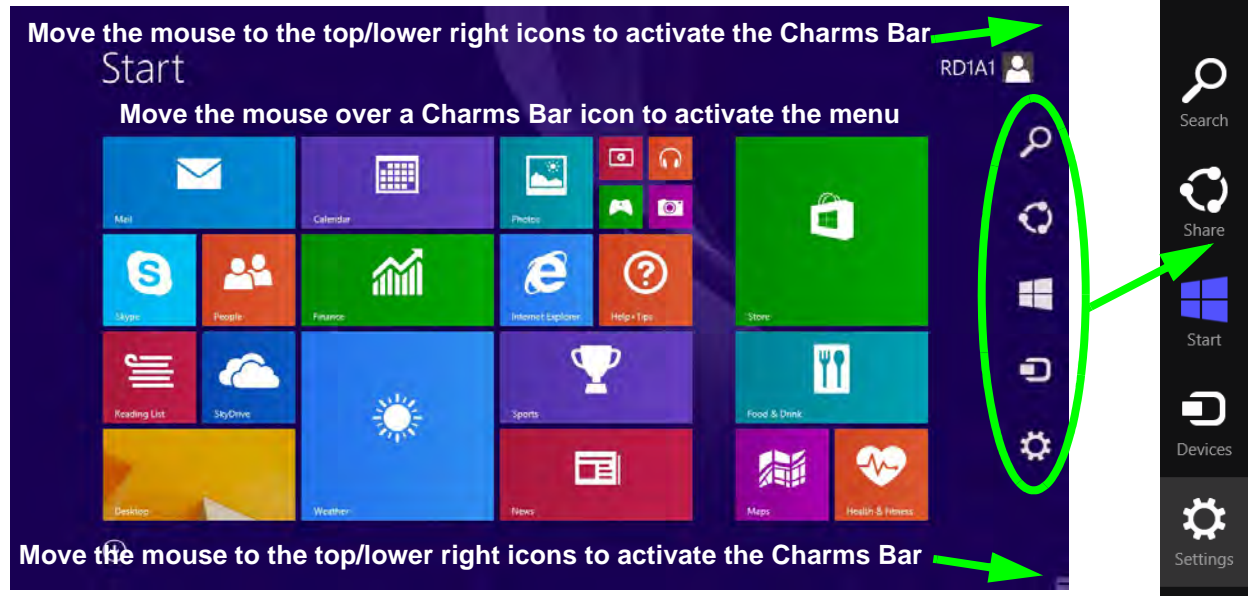 Move the mouse to the top/lower right icons to activate the Charms Bar
Start
RD1A1
Move the mouse over a Charms Bar icon to activate the menu
Mail
Calendar
Photos
Skype
People
Finance
Internet Explorer
Help+Tips
Store
Reading List
SkyDrive
Sports
Food & Drink
Desktop
Weather
News
Maps
Health & Fitness
Move the mouse to the top/lower right icons to activate the Charms Bar
Search
Share
Start
Devices
Settings